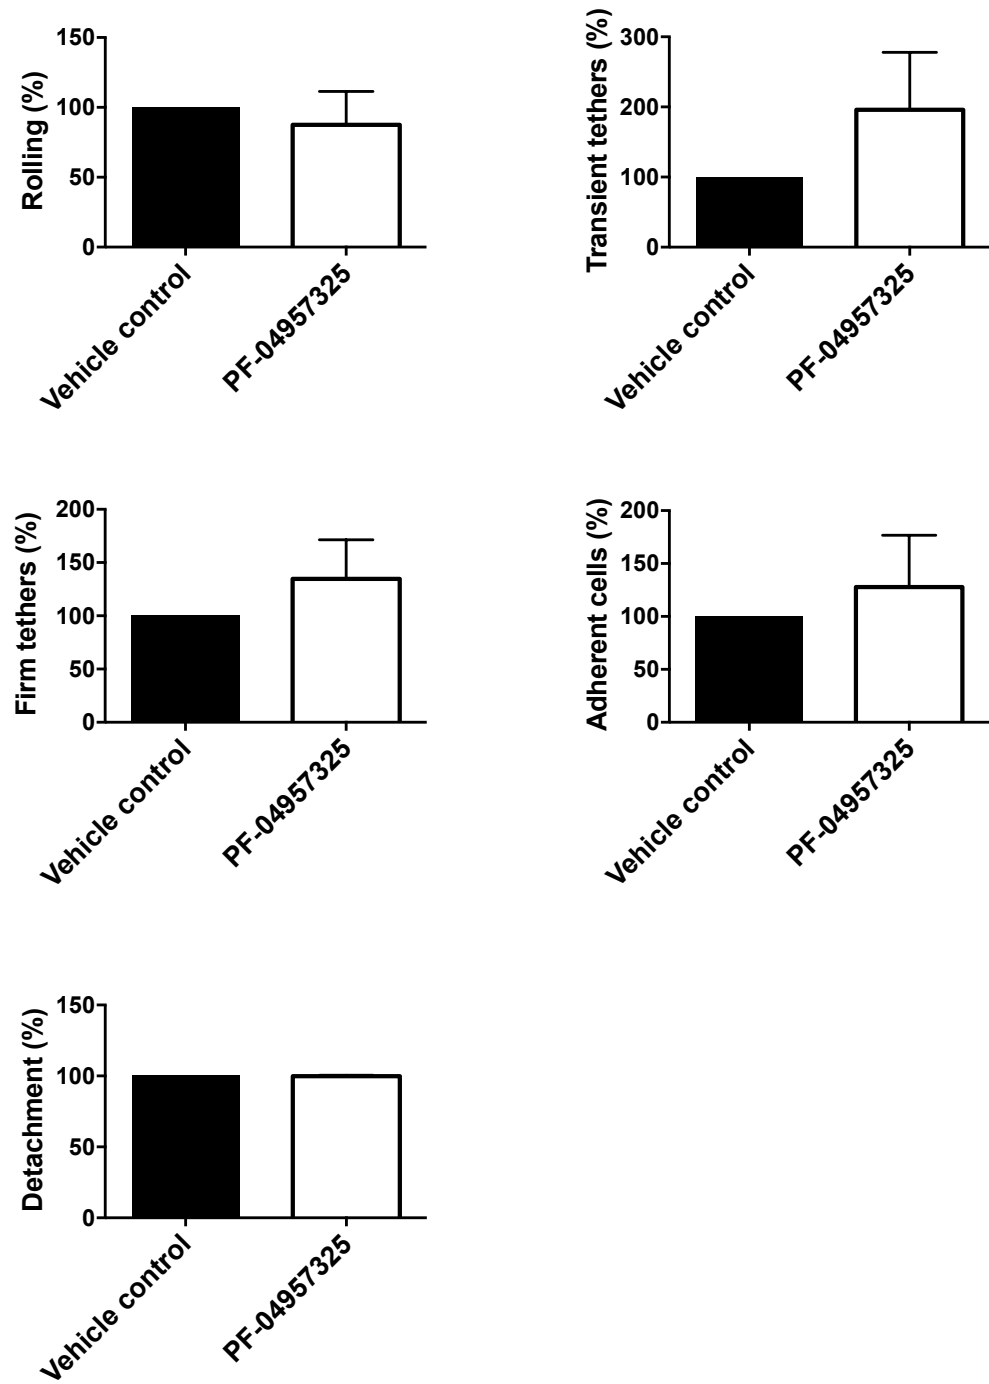 Rolling (%)
150
100
50
0
Vehicle control
PF-04957325
Transient tethers (%)
300
200
100
0
Vehicle control
PF-04957325
Firm tethers (%)
200
150
100
50
0
Vehicle control
PF-04957325
Adherent cells (%)
200
150
100
50
0
Vehicle control
PF-04957325
Detachment (%)
150
100
50
0
Vehicle control
PF-04957325